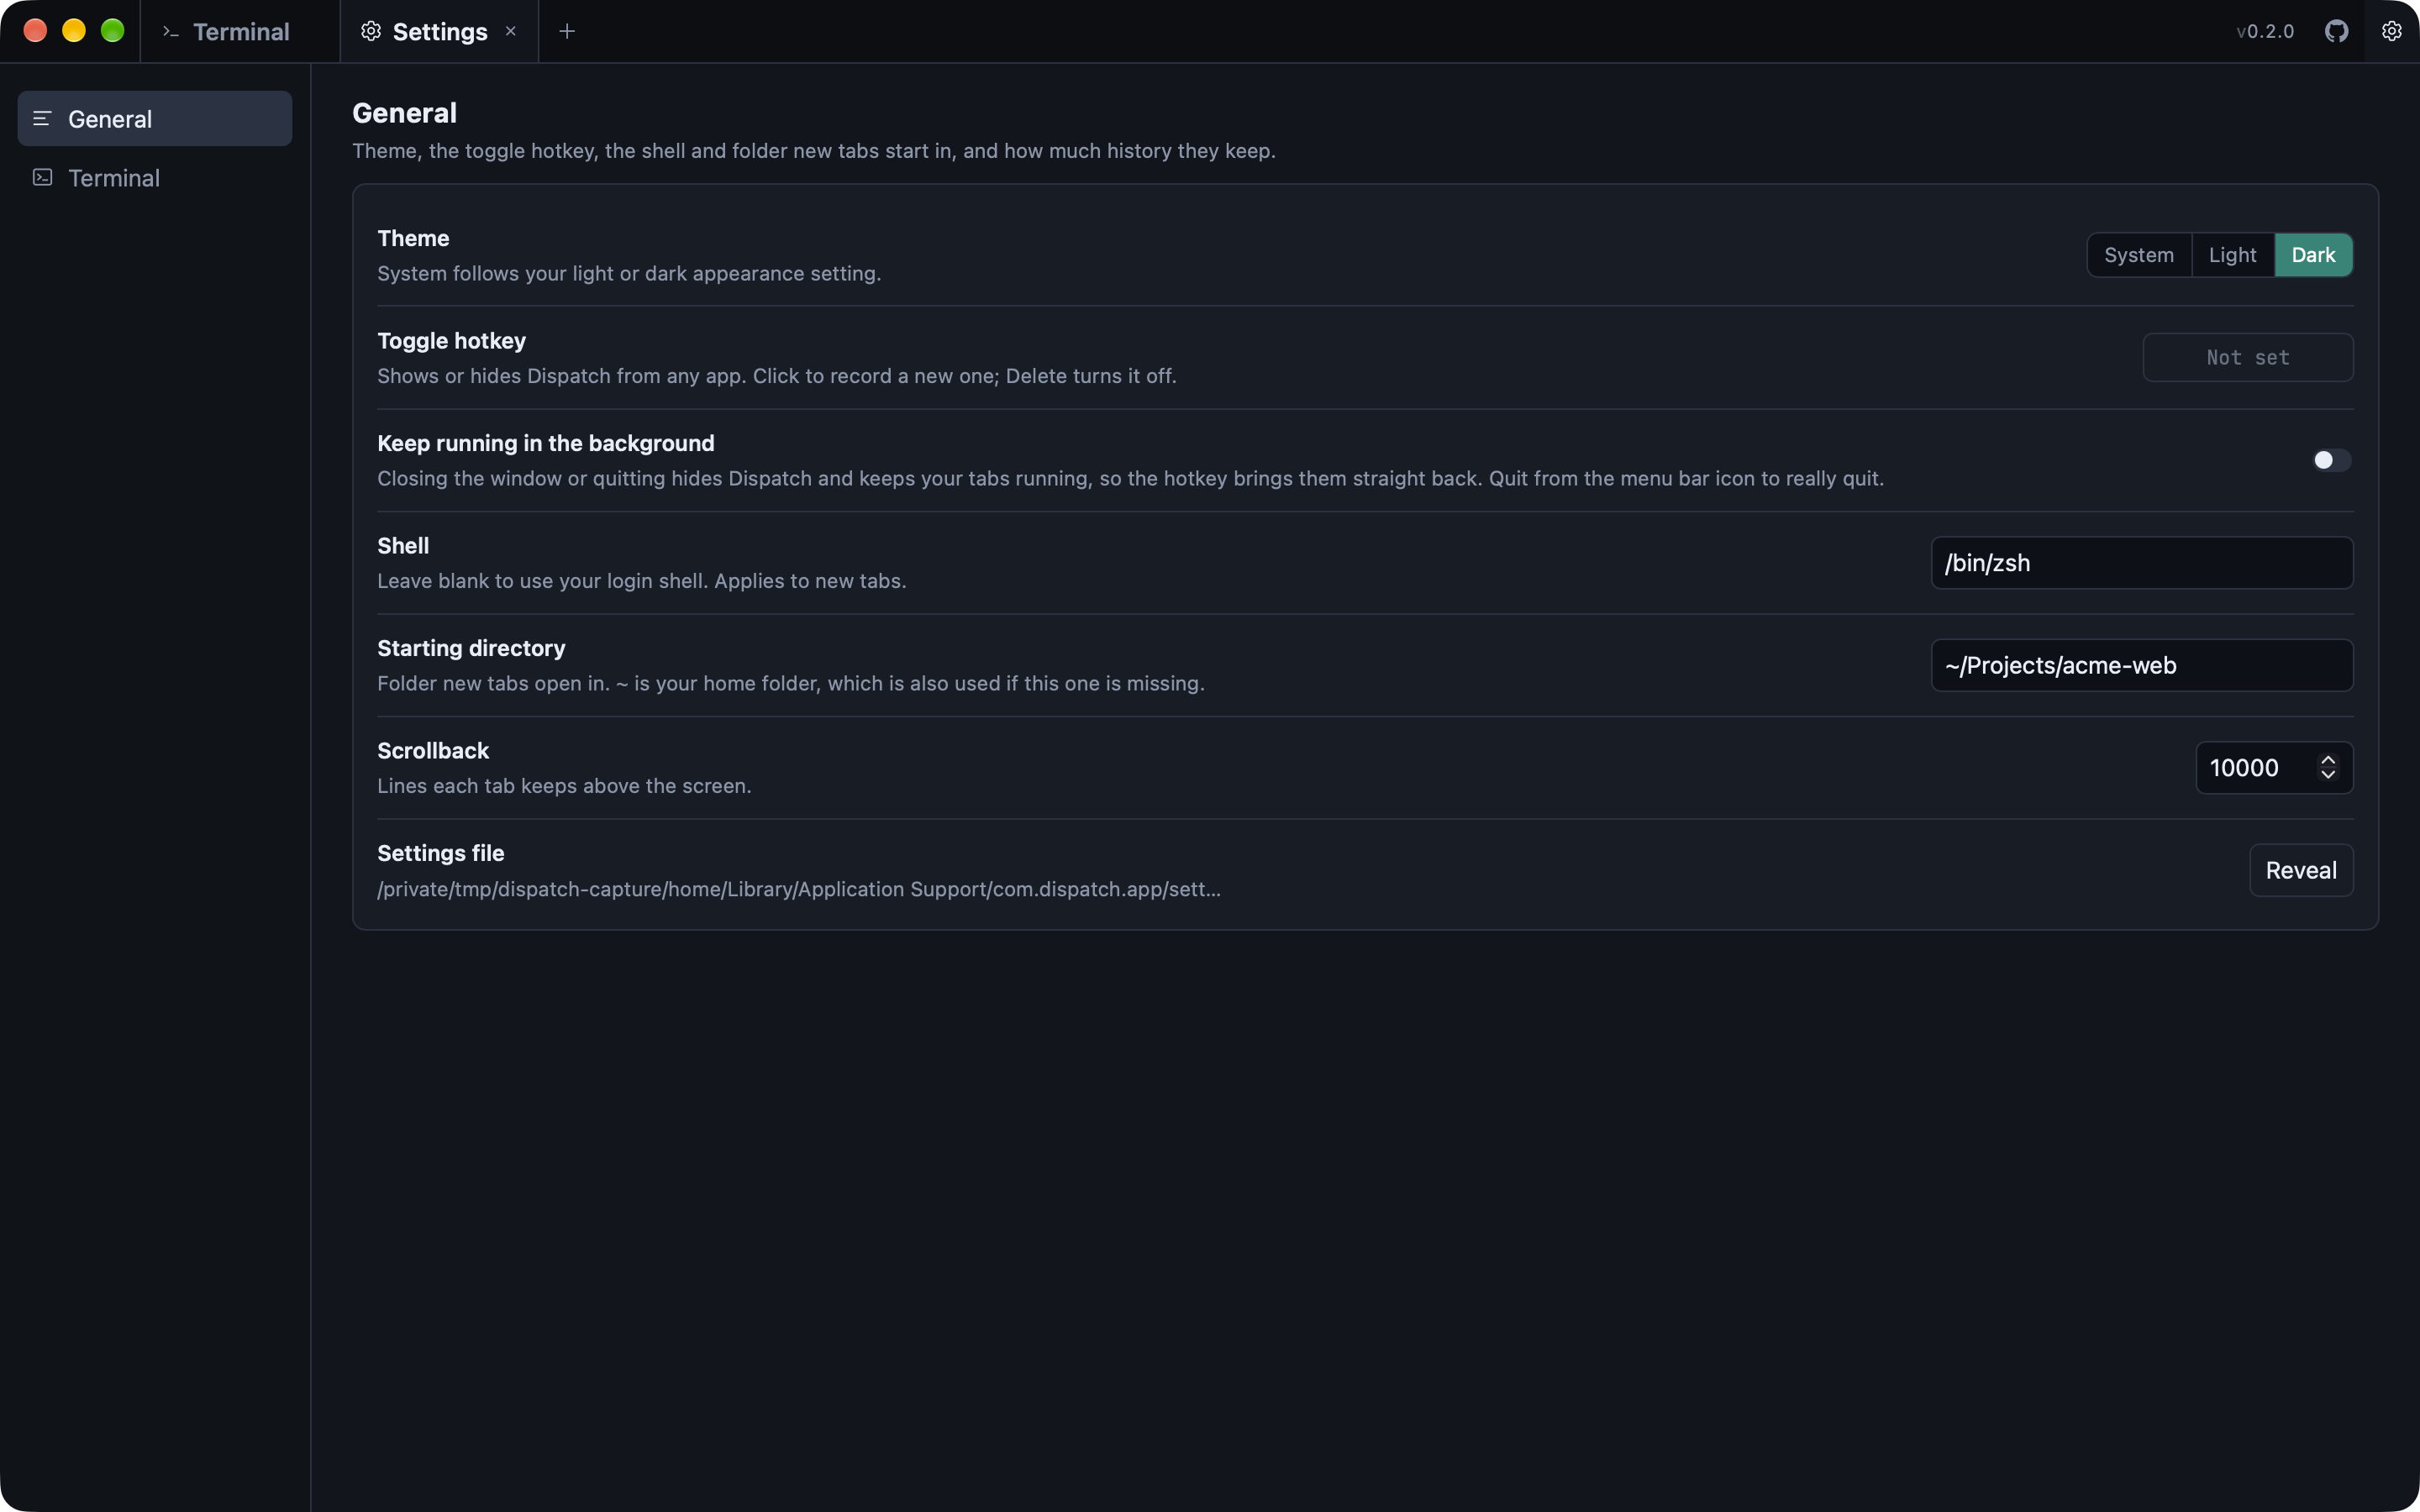 Terminal
Settings
v0.2.0
General
Terminal
General
Theme, the toggle hotkey, the shell and folder new tabs start in, and how much history they keep.
Theme
System follows your light or dark appearance setting.
System
Light
Dark
Toggle hotkey
Shows or hides Dispatch from any app. Click to record a new one; Delete turns it off.
Not set
Keep running in the background
Closing the window or quitting hides Dispatch and keeps your tabs running, so the hotkey brings them straight back. Quit from the menu bar icon to really quit.
Shell
Leave blank to use your login shell. Applies to new tabs.
/bin/zsh
Starting directory
Folder new tabs open in. ~ is your home folder, which is also used if this one is missing.
~/Projects/acme-web
Scrollback
Lines each tab keeps above the screen.
10000
Settings file
/private/tmp/dispatch-capture/home/Library/Application Support/com.dispatch.app/sett...
Reveal